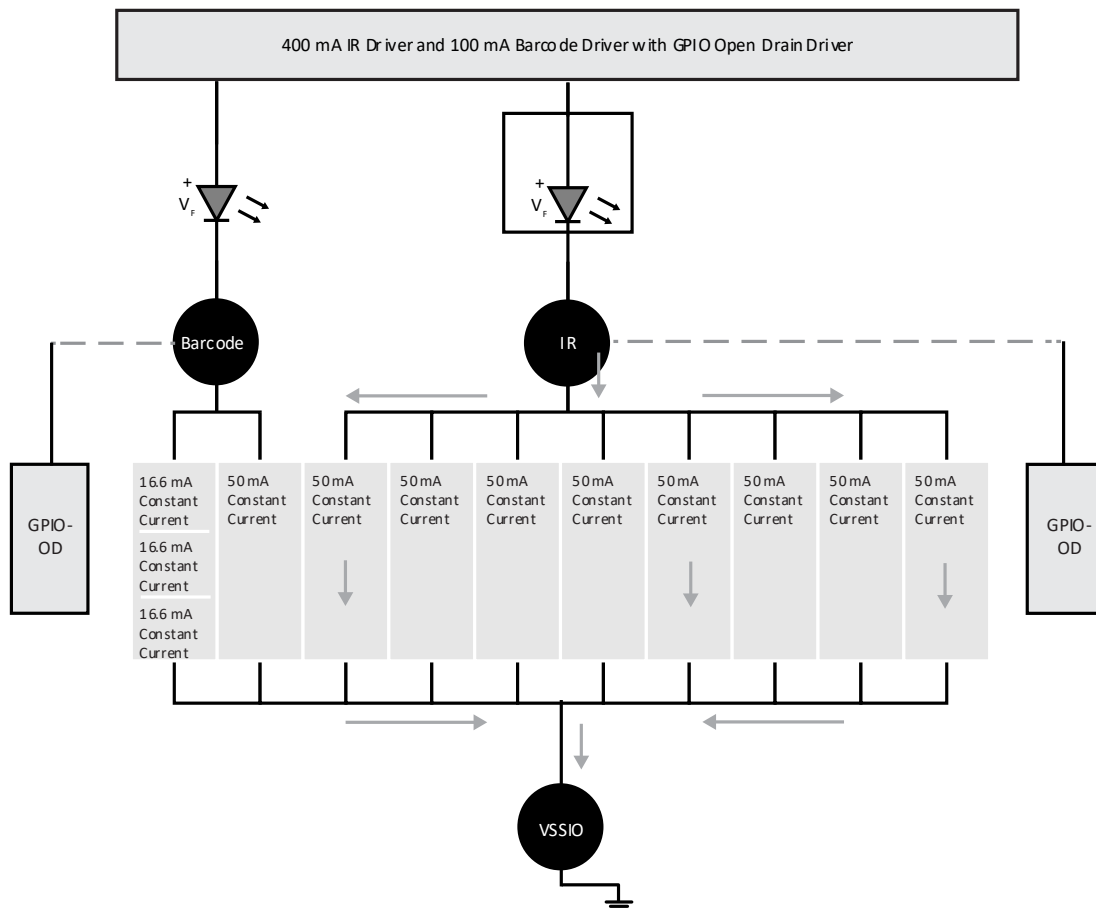 400 mA IR Driver and 100 mA Barcode Driver with GPIO Open Drain Driver
+
V_F
+
V_F
Barcode
IR
GPIO-
OD
16.6 mA
Constant
Current
16.6 mA
Constant
Current
16.6 mA
Constant
Current
50 mA
Constant
Current
50 mA
Constant
Current
50 mA
Constant
Current
50 mA
Constant
Current
50 mA
Constant
Current
50 mA
Constant
Current
50 mA
Constant
Current
50 mA
Constant
Current
50 mA
Constant
Current
GPIO-
OD
VSSIO